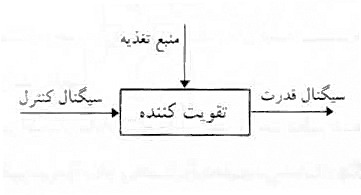 منبع تغذیه
سیگنال قدرت
تقویت کننده
سیگنال کنترل